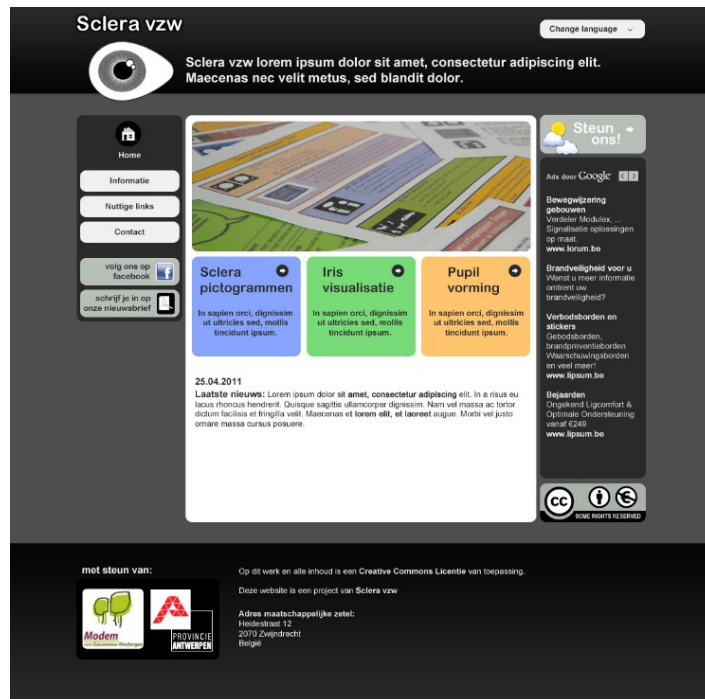 Sclera vzw
Change language
Sclera vzw lorem ipsum dolor sit amet, consectetur adipiscing elit.
Maecenas nec velit metus, sed blandit dolor.
Home
Informatie
Nuttige links
Contact
volg ons op
facebook
schrijf je in op
onze nieuwsbrief
Sclera
pictogrammen
In sapien orci, dignissim
ut ultricies sed, mollis
tincidunt ipsum.
Iris
visualisatie
In sapien orci, dignissim
ut ultricies sed, mollis
tincidunt ipsum.
Pupil
vorming
In sapien orci, dignissim
ut ultricies sed, mollis
tincidunt ipsum.
25.04.2011
Laatste nieuws: Lorem ipsum dolor sit amet, consectetur adipiscing elit. In a risus eu
lacus rhoncus hendrerit. Quisque sagittis ullamcorper dignissim. Nam vel massa ac tortor
dictum facilisis et fringilla velit. Maecenas et lorem elit, et laoreet augue. Morbi vel justo
ornare massa cursus posuere.
Steun
ons!
Ads door Google
Bewegwijzering
gebouwen
Verdeler Modulex, ...
Signalisatie oplossingen
op maat.
www.lorum.be
Brandveiligheid voor u
Wenst u meer informatie
omtrent uw
brandveiligheid?
Verbodsborden en
stickers
Gebodsborden,
brandpreventieborden
Waarschuwingsborden
en veel meer!
www.lipsum.be
Bejaarden
Ongekend Ligcomfort &
Optimale Ondersteuning
vanaf €249
www.lipsum.be
cc
SOME RIGHTS RESERVED
met steun van:
Modem
PROVINCIE
ANTWERPEN
Op dit werk en alle inhoud is een Creative Commons Licentie van toepassing.
Deze website is een project van Sclera vzw
Adres maatschappelijke zetel:
Heidestraat 12
2070 Zwijndrecht
België